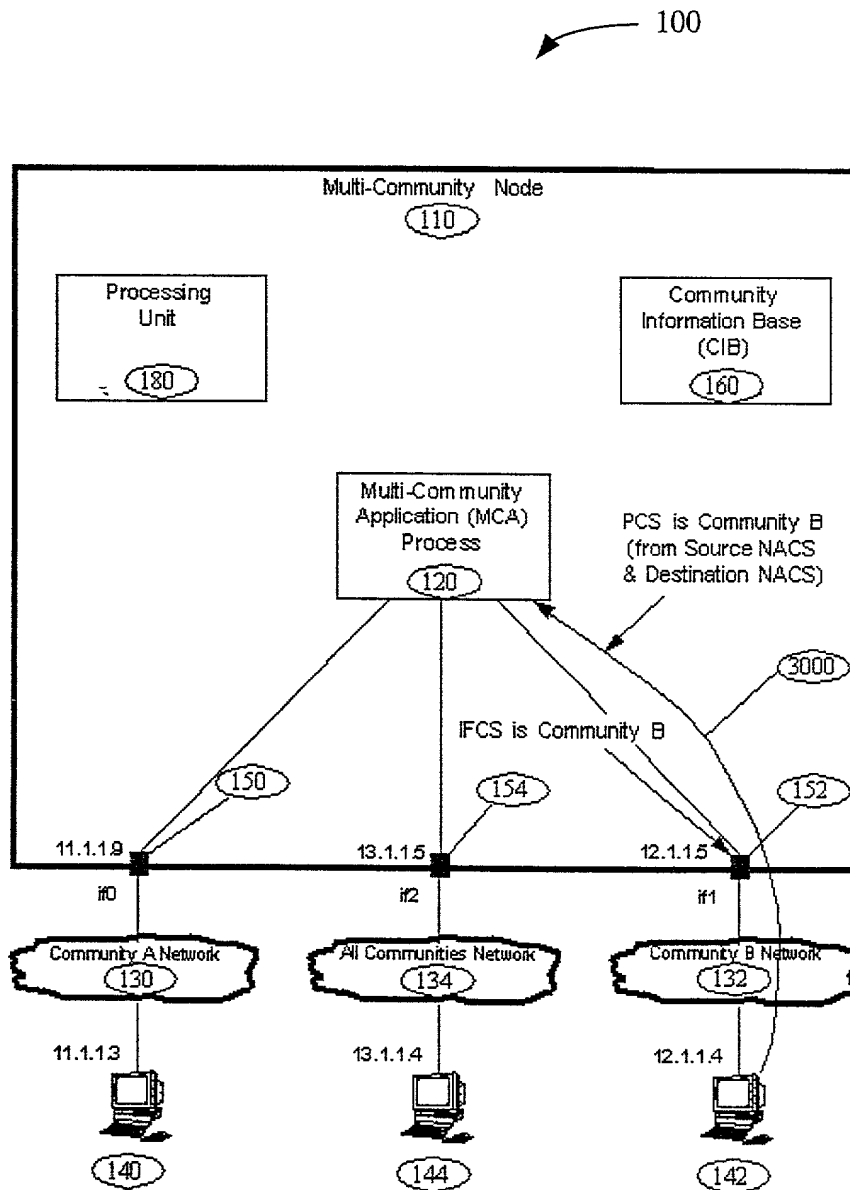 100
Multi-Community Node
110
Processing
Unit
180
Community
Information Base
(CIB)
160
Multi-Community
Application (MCA)
Process
120
PCS is Community B
(from Source NACS
& Destination NACS)
3000
IFCS is Community B
150
154
152
11.1.1.9
13.1.1.5
12.1.1.5
if0
if2
if1
Community A Network
130
All Communities Network
134
Community B Network
132
11.1.1.3
13.1.1.4
12.1.1.4
140
144
142